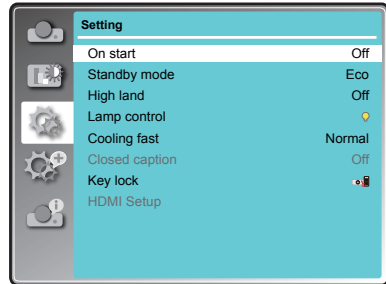 Setting
On start Off
Standby mode Eco
High land Off
Lamp control
Cooling fast Normal
Closed caption Off
Key lock
HDMI Setup